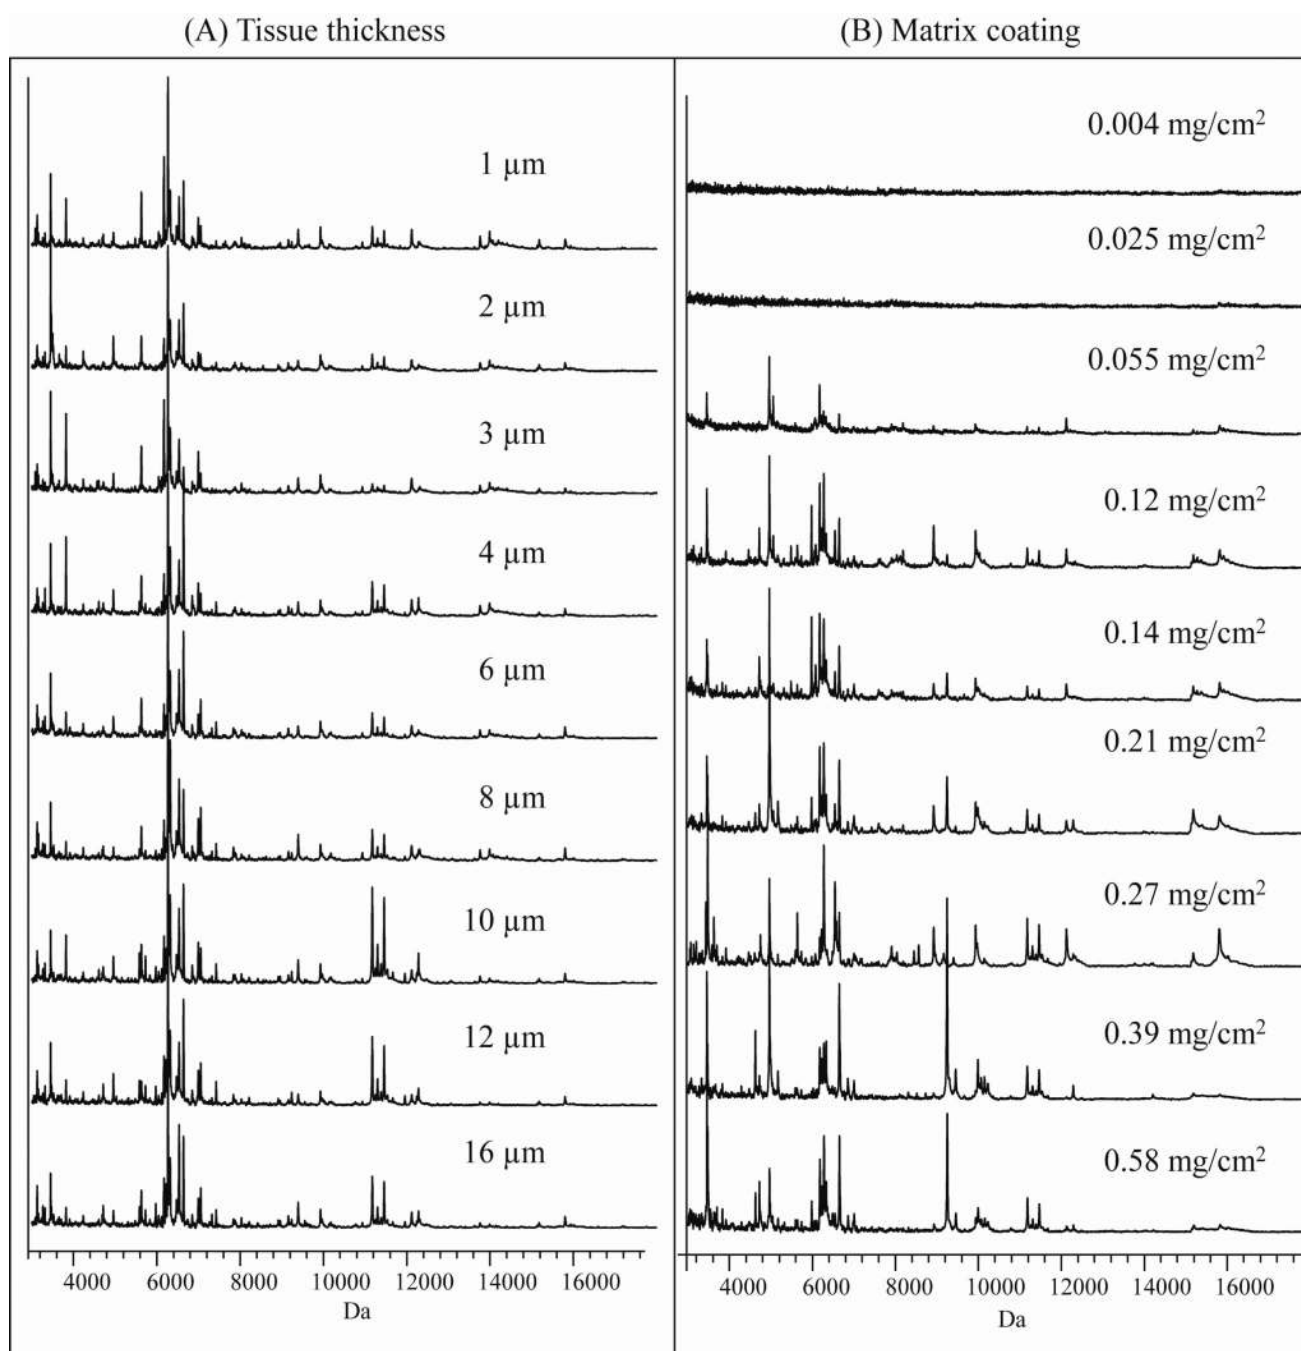 (A) Tissue thickness
1 µm
2 µm
3 µm
4 µm
6 µm
8 µm
10 µm
12 µm
16 µm
4000 6000 8000 10000 12000 14000 16000
Da
(B) Matrix coating
0.004 mg/cm²
0.025 mg/cm²
0.055 mg/cm²
0.12 mg/cm²
0.14 mg/cm²
0.21 mg/cm²
0.27 mg/cm²
0.39 mg/cm²
0.58 mg/cm²
4000 6000 8000 10000 12000 14000 16000
Da